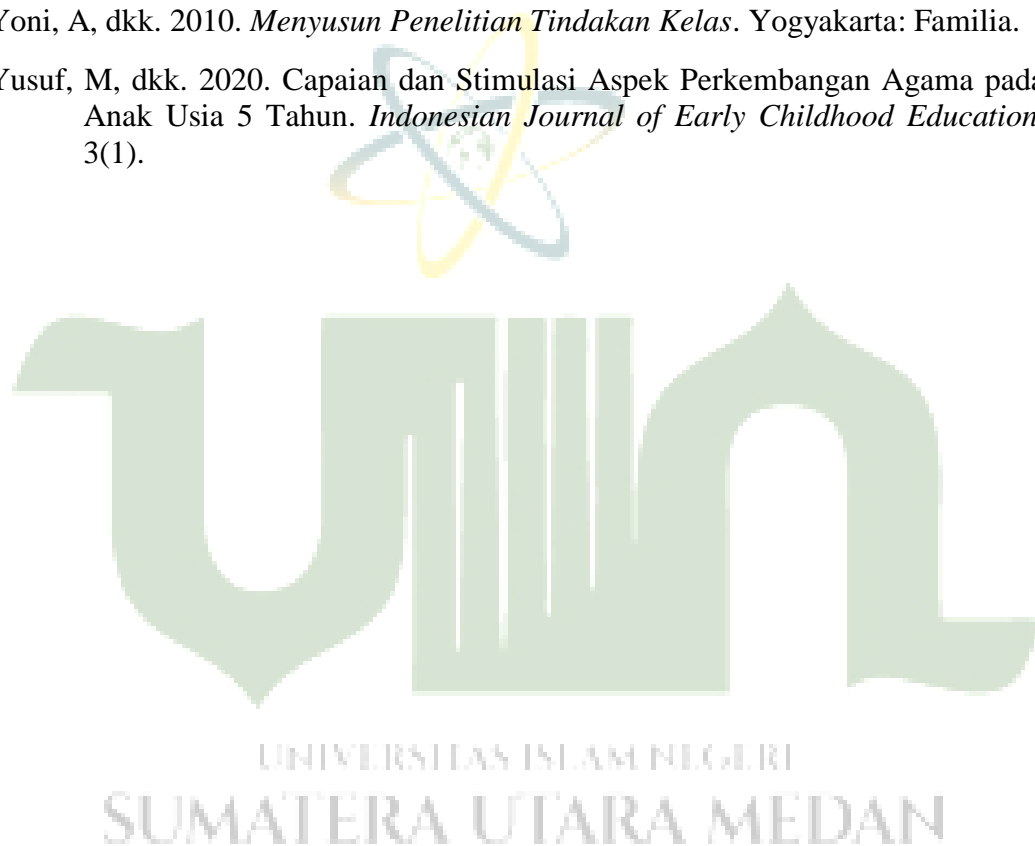 Yoni, A, dkk. 2010. Menyusun Penelitian Tindakan Kelas. Yogyakarta: Familia.
Yusuf, M, dkk. 2020. Capaian dan Stimulasi Aspek Perkembangan Agama pada
Anak Usia 5 Tahun. Indonesian Journal of Early Childhood Education
3(1).
UIN
UNIVERSITAS ISLAM NEGERI
SUMATERA UTARA MEDAN